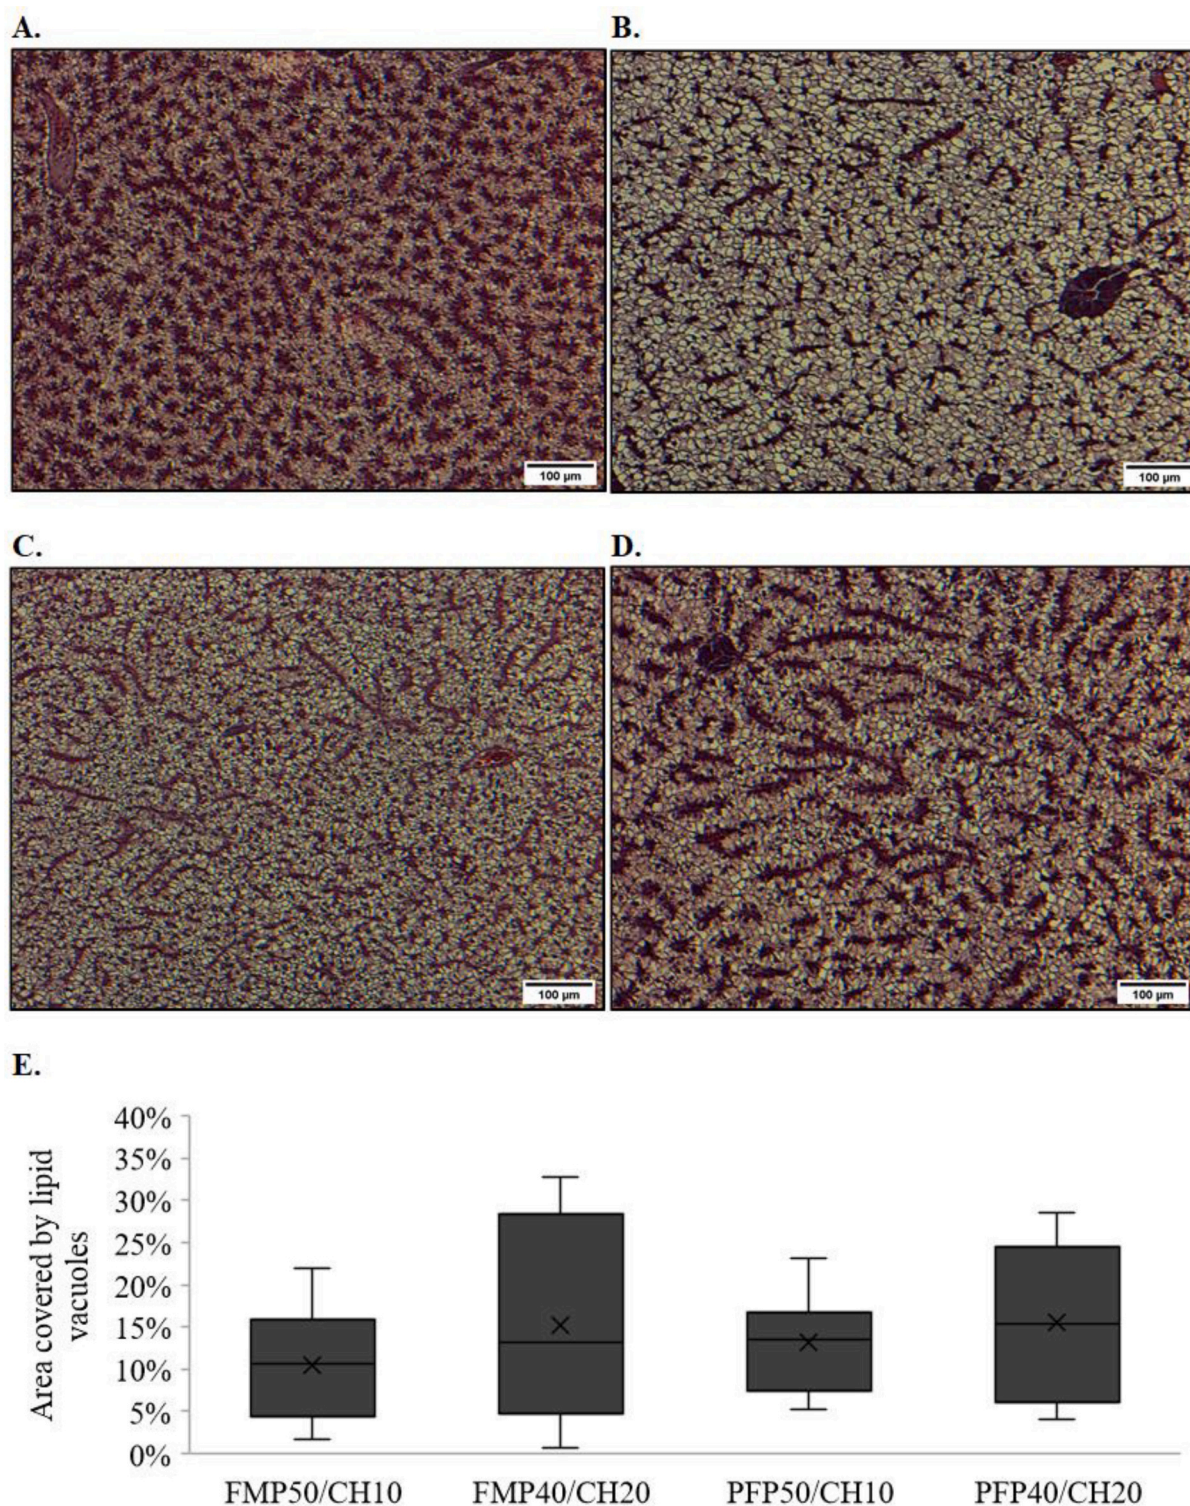 A.
B.
100 µm
100 µm
C.
D.
100 µm
100 µm
E.
Area covered by lipid
vacuoles
40%
35%
30%
25%
20%
15%
10%
5%
0%
FMP50/CH10
FMP40/CH20
PFP50/CH10
PFP40/CH20